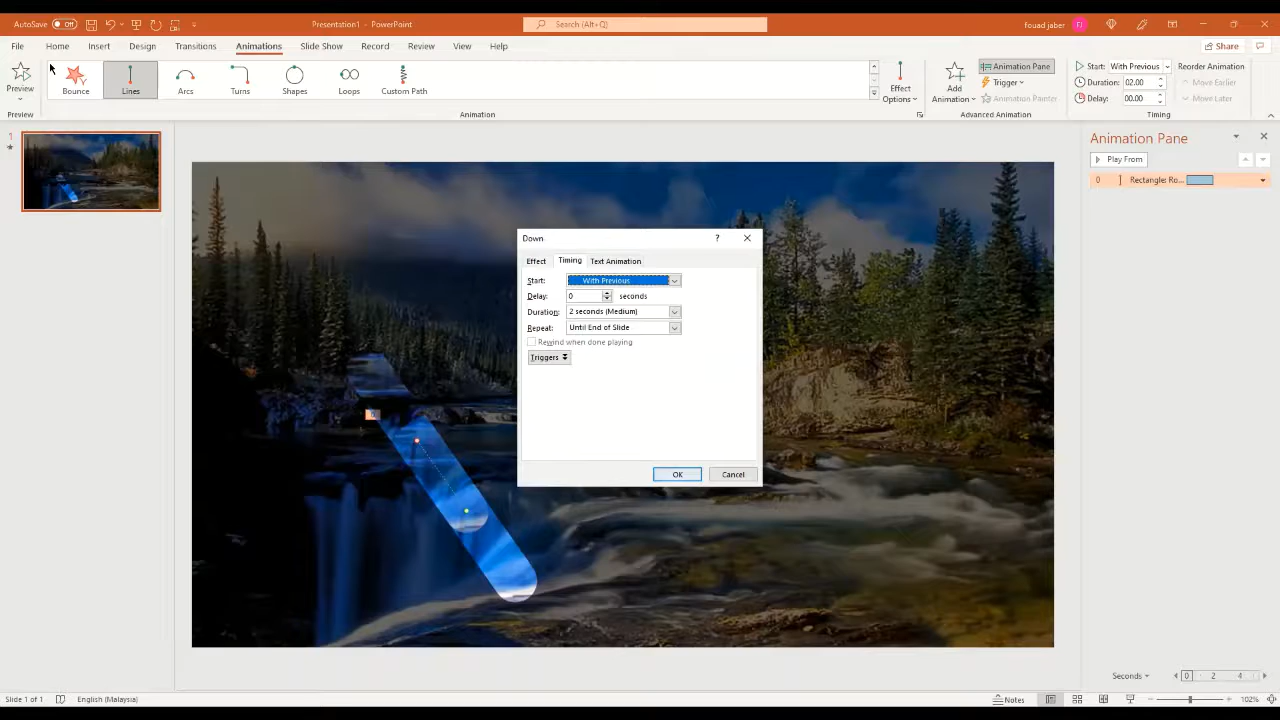 AutoSave Off Presentation1 - PowerPoint Search (Alt+Q) fouad jaber FJ
File Home Insert Design Transitions Animations Slide Show Record Review View Help Share
Preview Bounce Lines Arcs Turns Shapes Loops Custom Path Effect Options Add Animation Animation Pane Trigger Animation Painter Start: With Previous Duration: 02.00 Delay: 00.00 Reorder Animation Move Earlier Move Later
Preview Animation Advanced Animation Timing
1
Animation Pane
Play From
0 Rectangle: Ro...
Down ?
Effect Timing Text Animation
Start: With Previous
Delay: 0 seconds
Duration: 2 seconds (Medium)
Repeat: Until End of Slide
Rewind when done playing
Triggers
0
OK Cancel
Seconds 0 2 4
Slide 1 of 1 English (Malaysia) Notes 102%